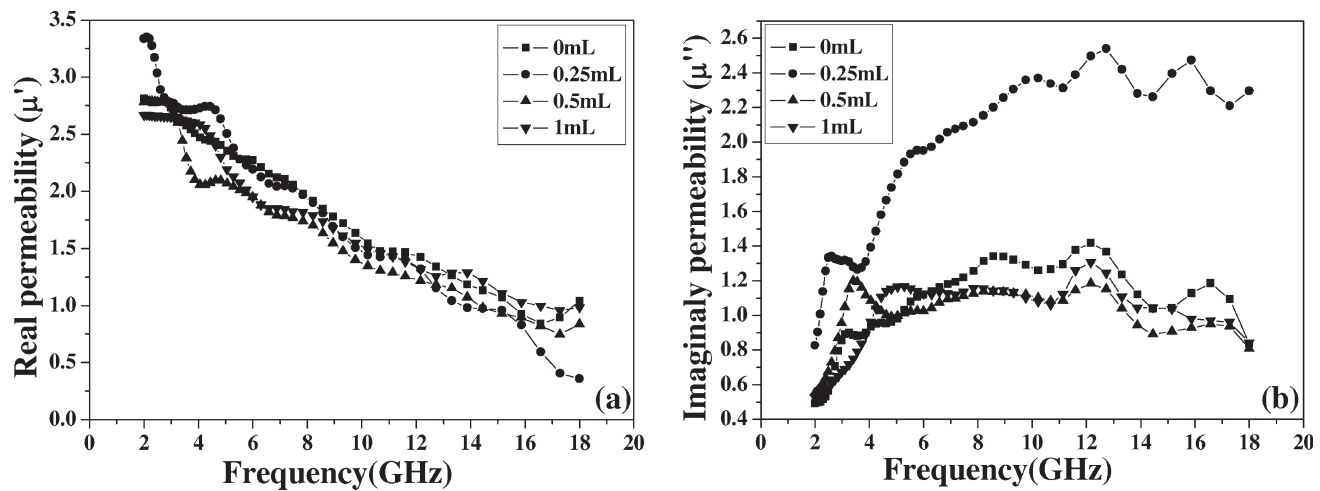 Real permeability (μ')
3.5
3.0
2.5
2.0
1.5
1.0
0.5
0.0
0 2 4 6 8 10 12 14 16 18 20
Frequency(GHz)
0mL
0.25mL
0.5mL
1mL
(a)
Imaginaly permeability (μ'')
2.6
2.4
2.2
2.0
1.8
1.6
1.4
1.2
1.0
0.8
0.6
0.4
0 2 4 6 8 10 12 14 16 18 20
Frequency(GHz)
0mL
0.25mL
0.5mL
1mL
(b)